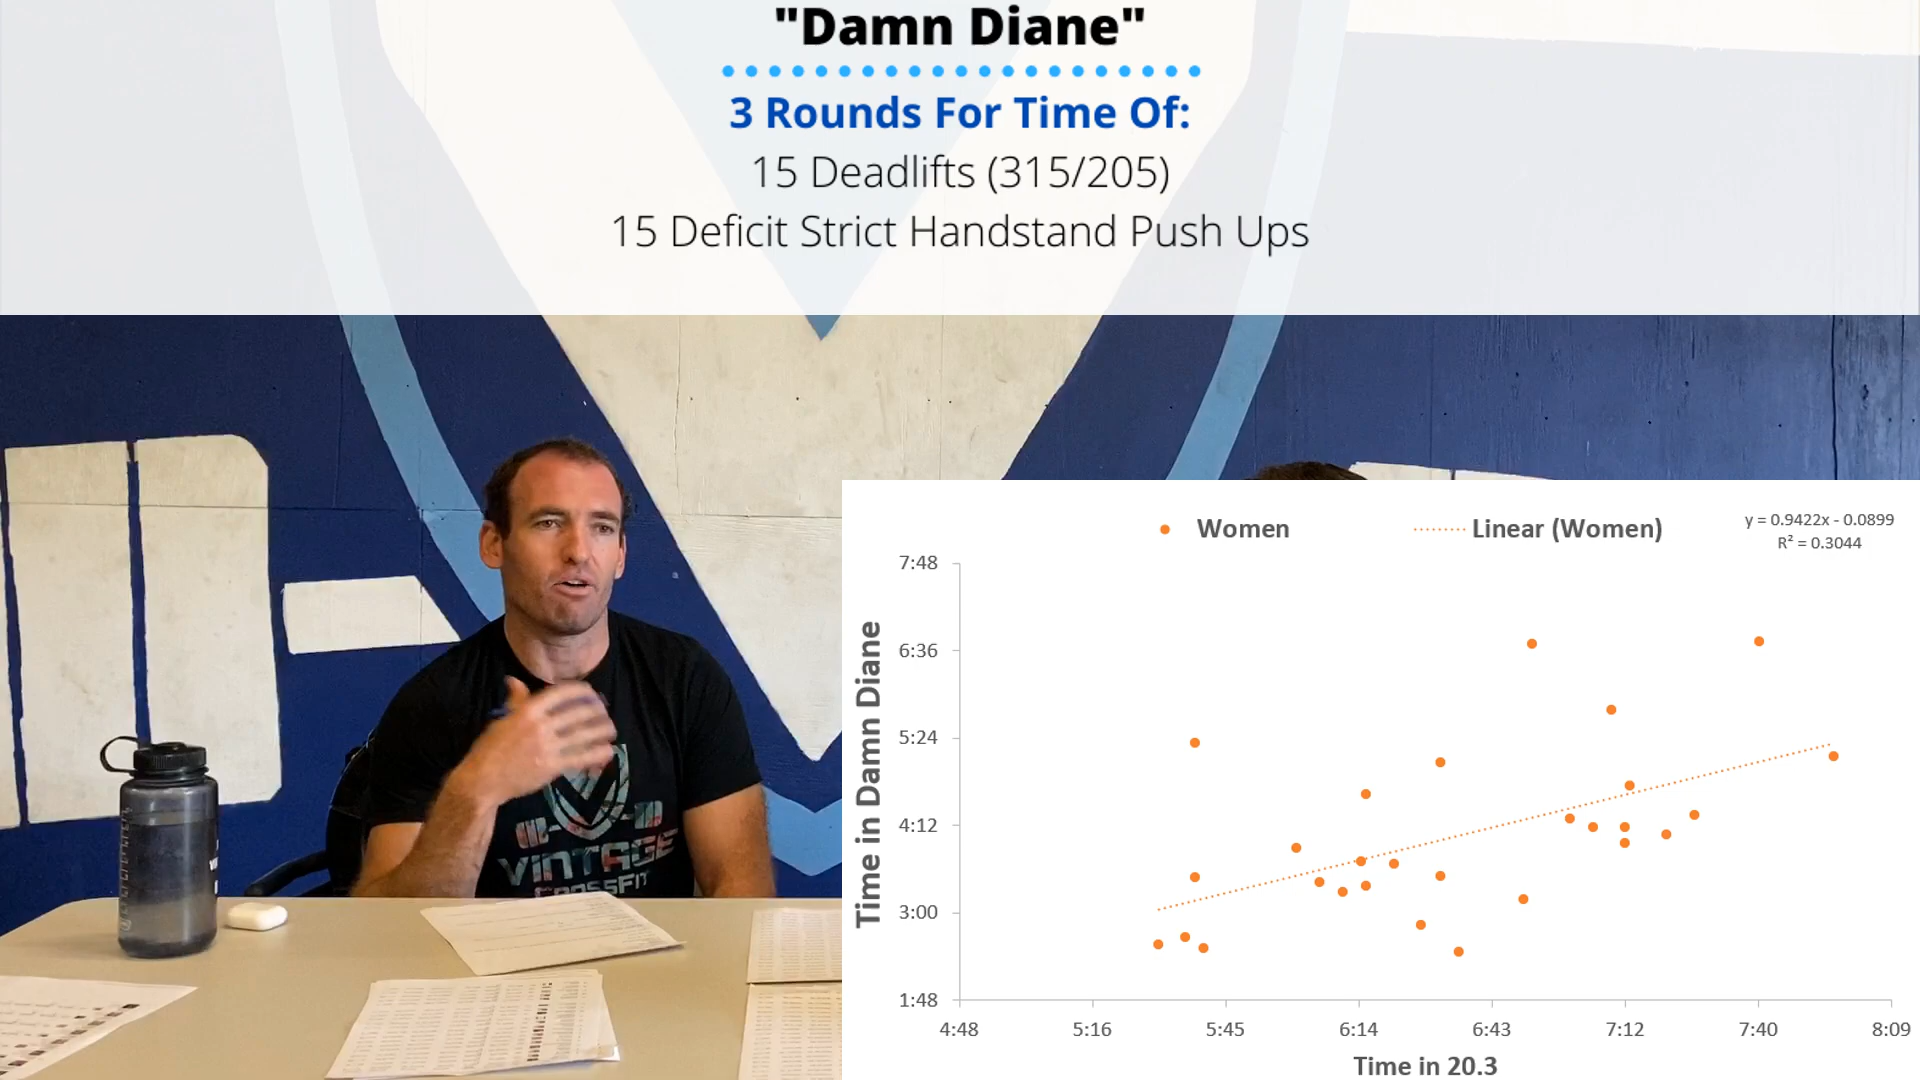 "Damn Diane"
3 Rounds For Time Of:
15 Deadlifts (315/205)
15 Deficit Strict Handstand Push Ups
VINTAGE
CROSSFIT
Women
Linear (Women)
y = 0.9422x - 0.0899
R² = 0.3044
Time in Damn Diane
7:48
6:36
5:24
4:12
3:00
1:48
4:48 5:16 5:45 6:14 6:43 7:12 7:40 8:09
Time in 20.3